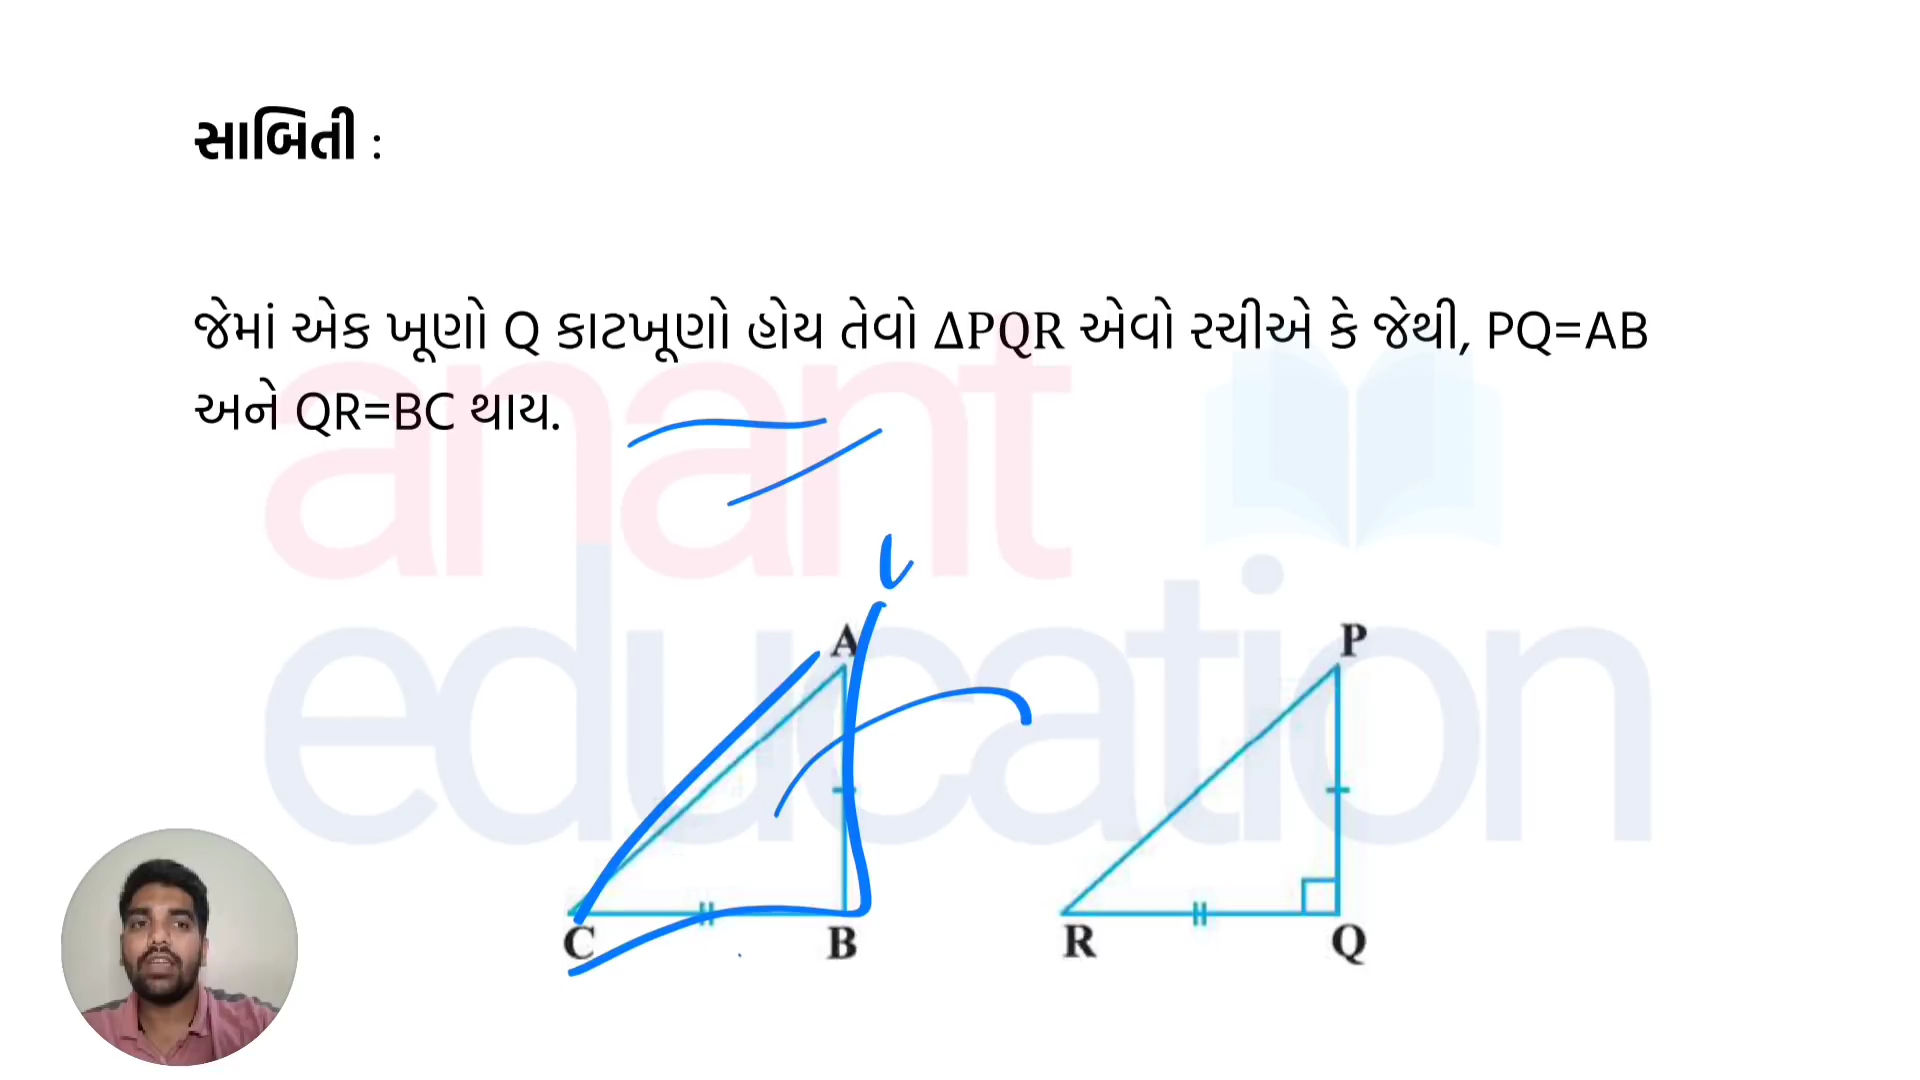 સાબિતી :
જેમાં એક ખૂણો Q કાટખૂણો હોય તેવો ΔPQR એવો રચીએ કે જેથી, PQ=AB
અને QR=BC થાય.
anant
education
A
P
C
B
R
Q